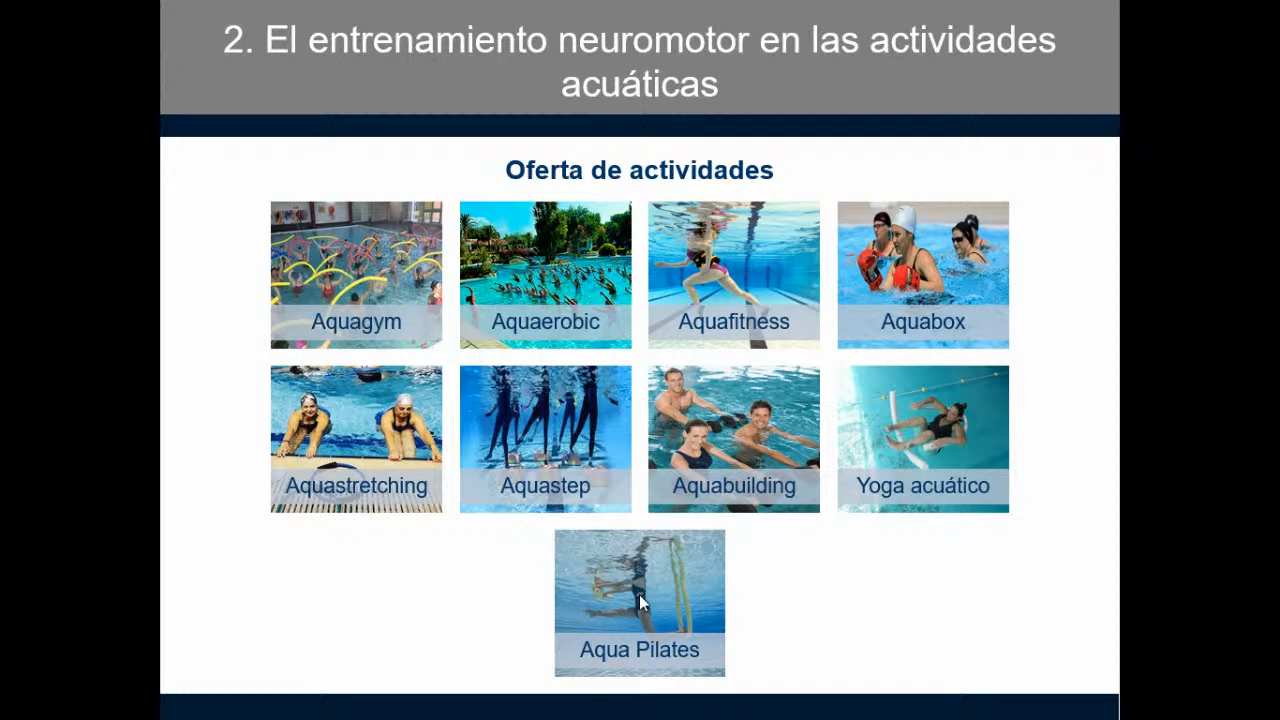 2. El entrenamiento neuromotor en las actividades
acuáticas
Oferta de actividades
Aquagym
Aquaerobic
Aquafitness
Aquabox
Aquastretching
Aquastep
Aquabuilding
Yoga acuático
Aqua Pilates